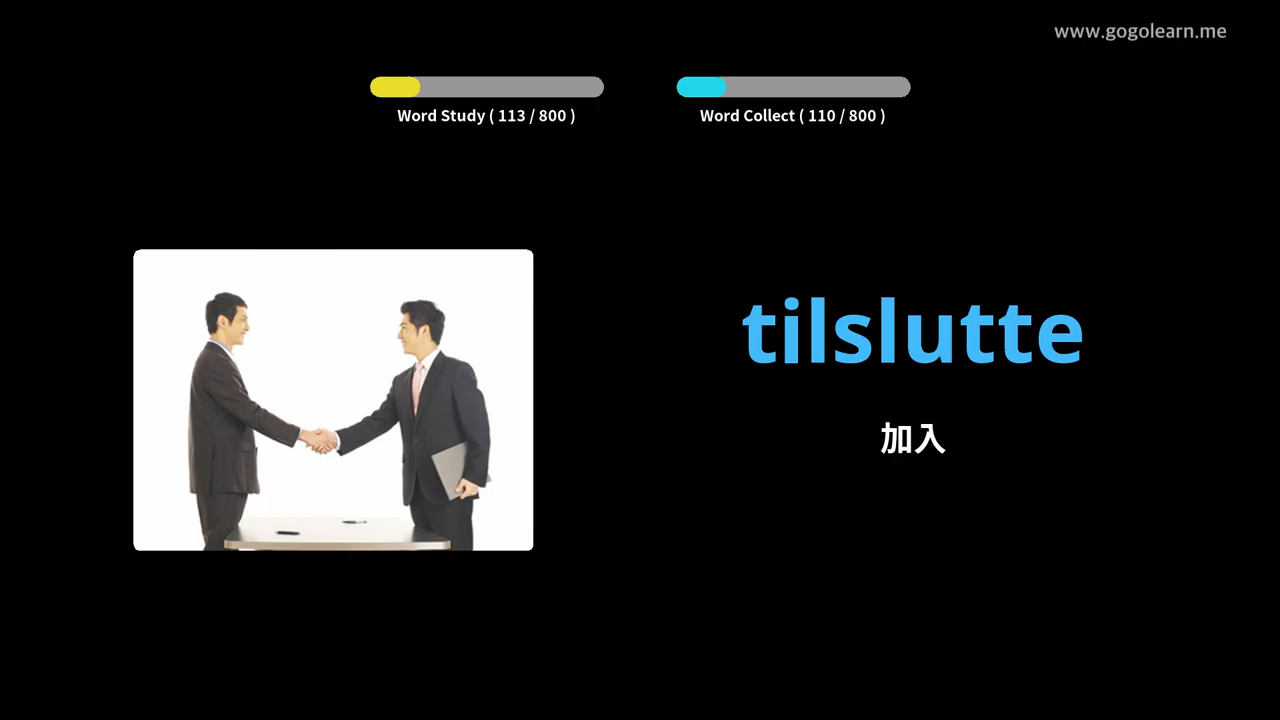 www.gogolearn.me
Word Study ( 113 / 800 )
Word Collect ( 110 / 800 )
tilslutte
加入